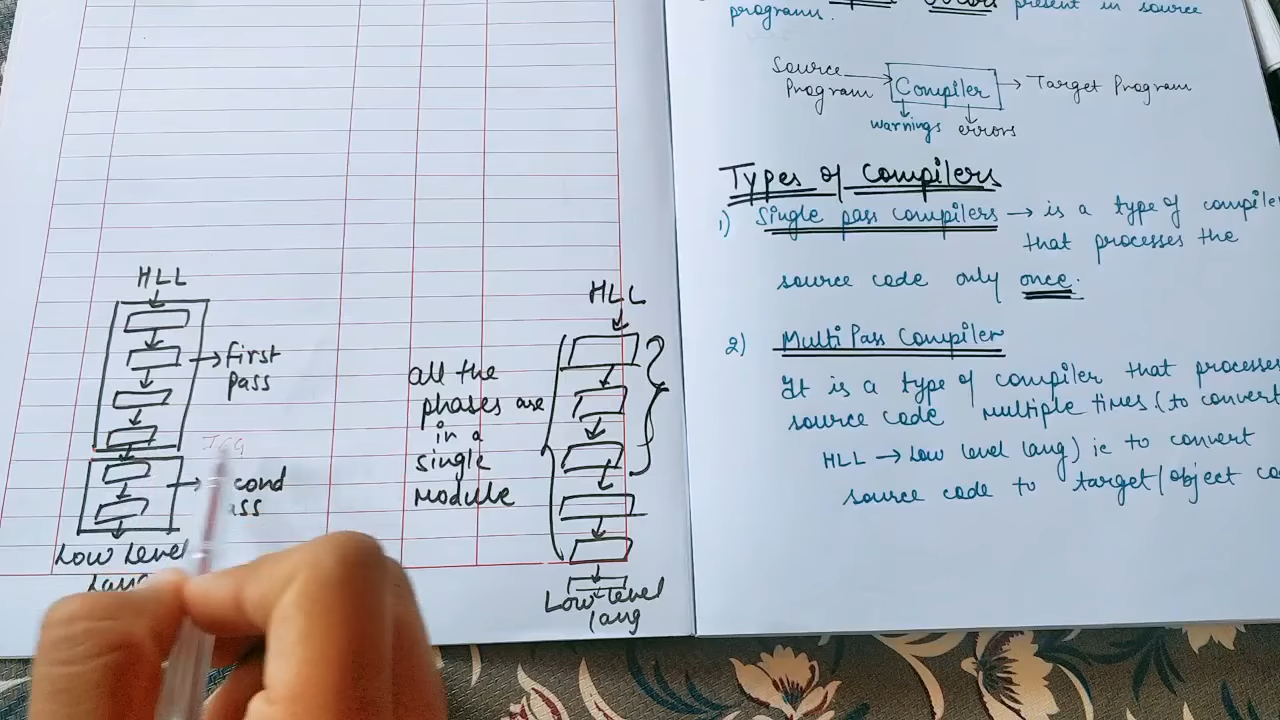 HLL
first
pass
ICG
cond
ss
Low Level
Lang
HLL
all the
phases are
in a
single
module
Low level
lang
present in source
program.
Source
Program
Compiler
Target Program
warnings
errors
Types of Compilers
1) Single pass compilers → is a type of compiler
that processes the
source code only once.
2) Multi Pass Compiler
It is a type of compiler that processes
source code multiple times (to convert
HLL → Low level lang) ie to convert
source code to target/object co